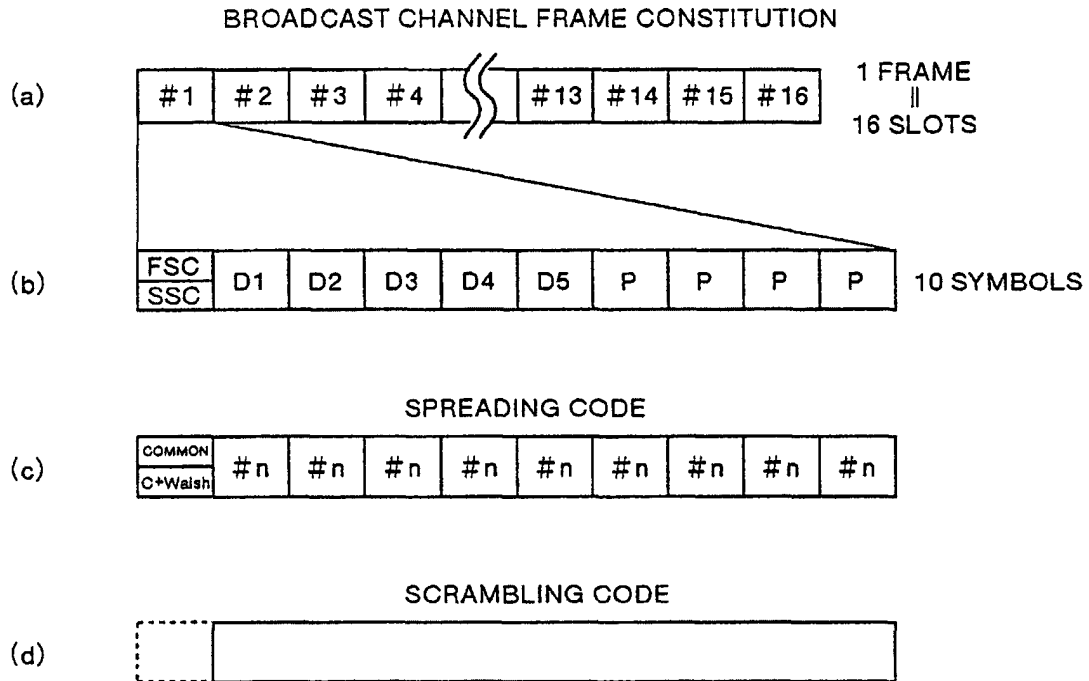 BROADCAST CHANNEL FRAME CONSTITUTION
(a)
#1 #2 #3 #4 #13 #14 #15 #16
1 FRAME
||
16 SLOTS
(b)
FSC
SSC
D1 D2 D3 D4 D5 P P P P
10 SYMBOLS
SPREADING CODE
(c)
COMMON
C+Walsh
#n #n #n #n #n #n #n #n #n
SCRAMBLING CODE
(d)